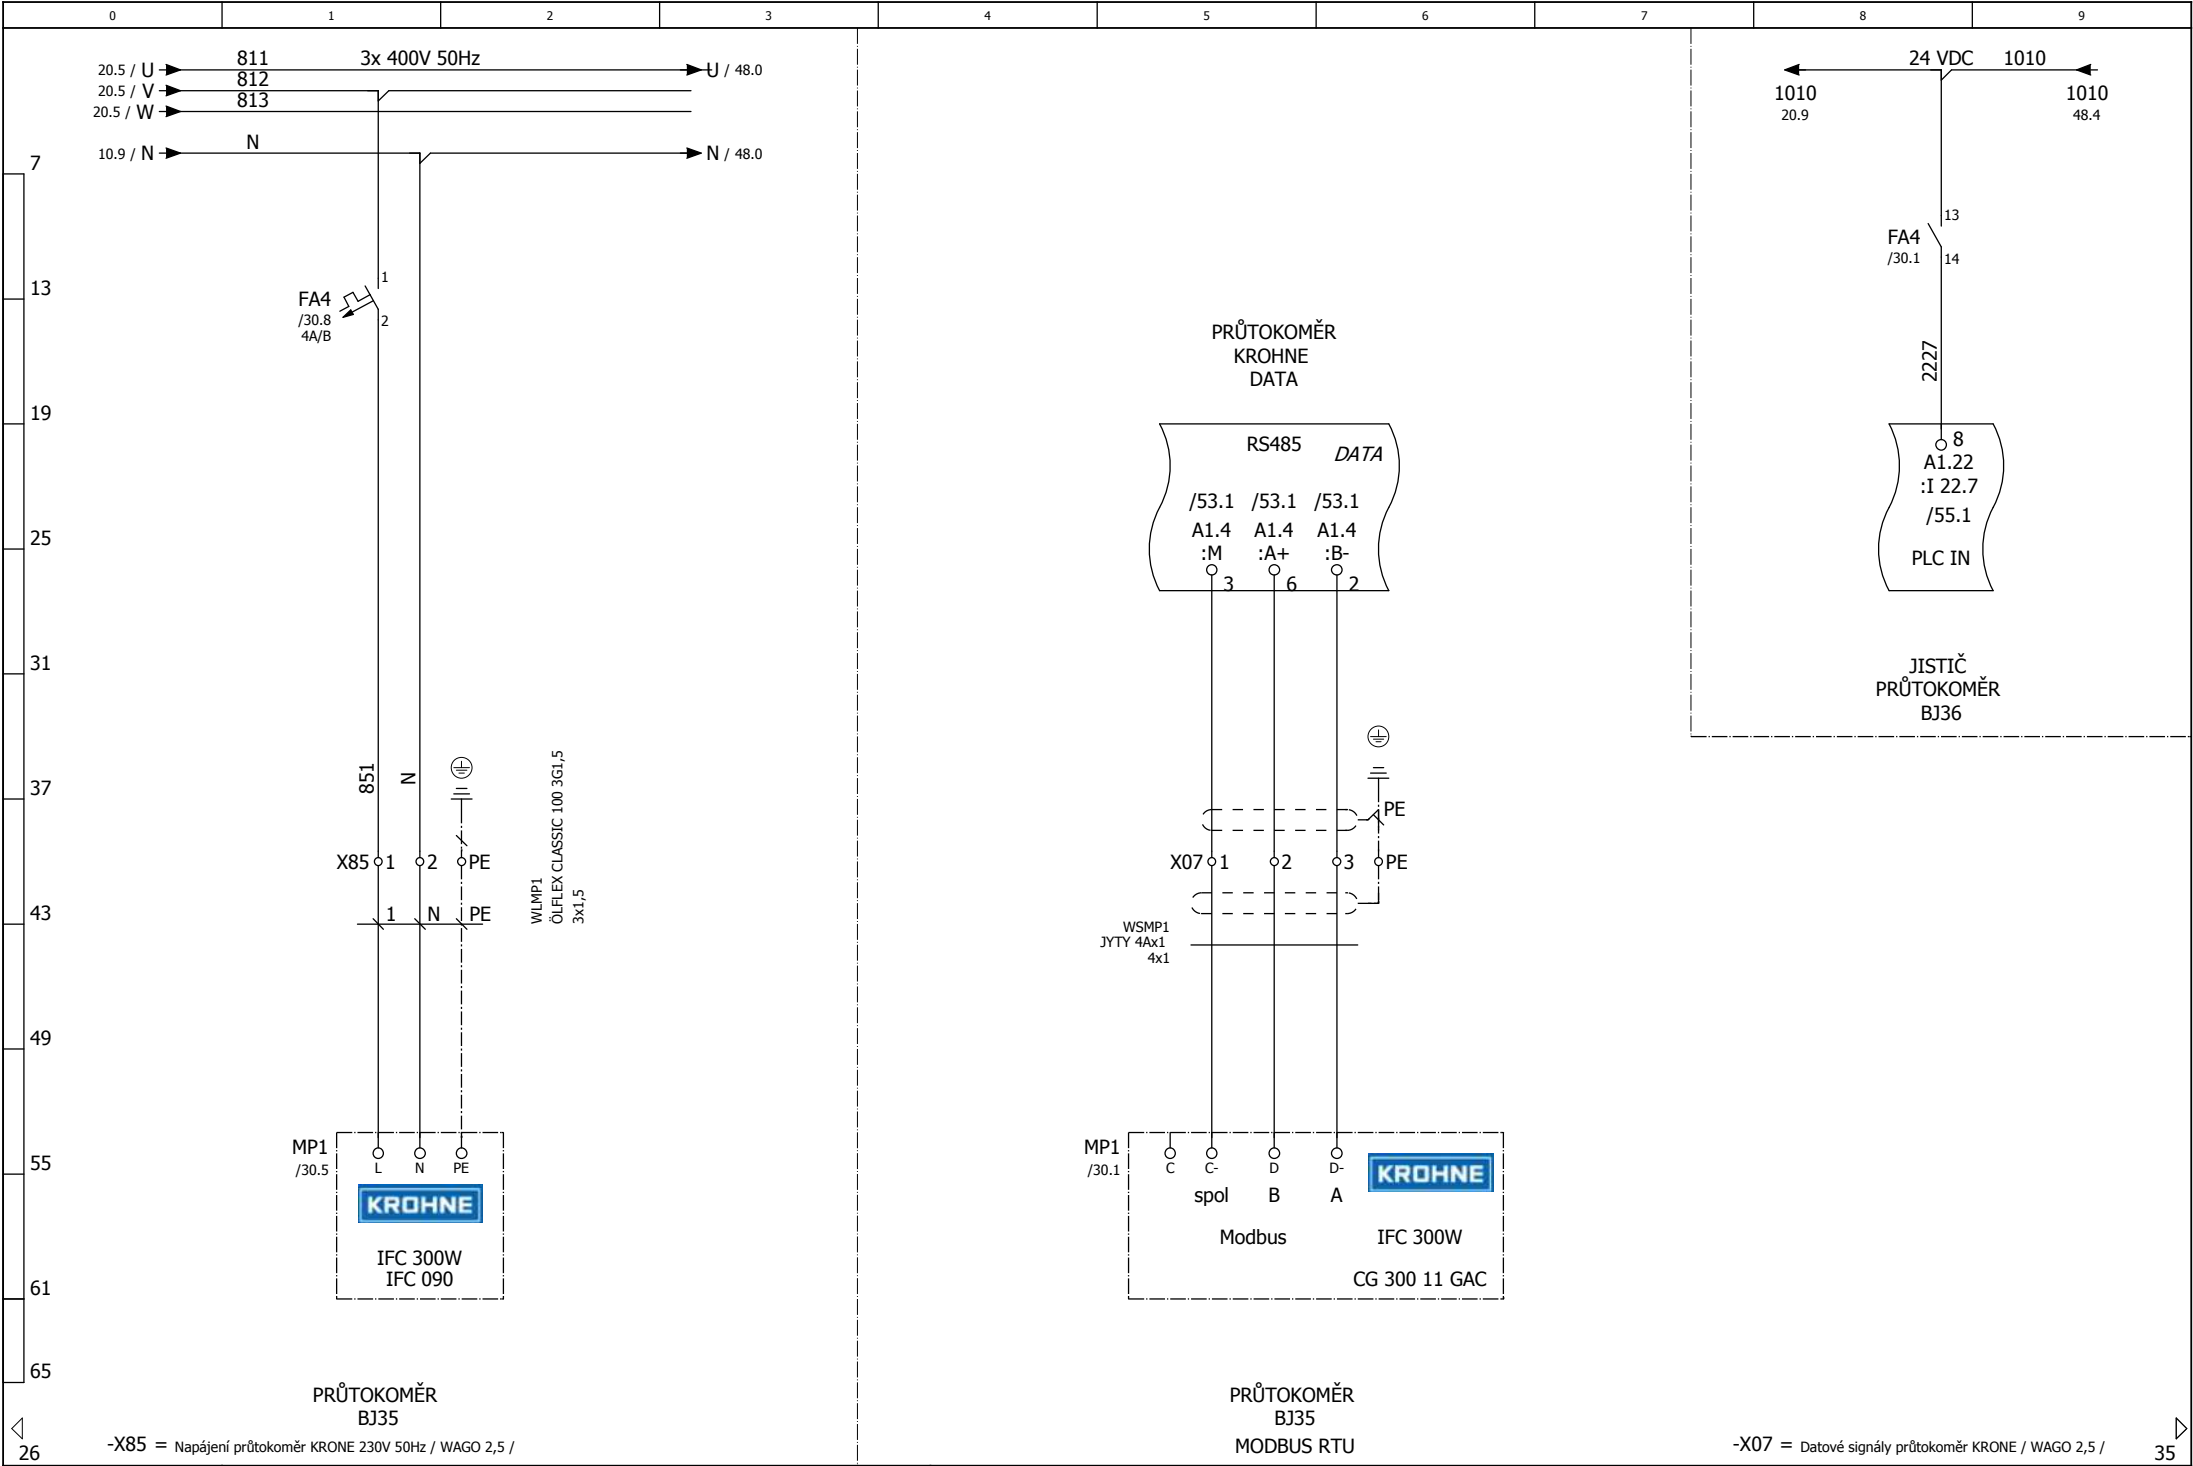 0 1 2 3 4 5 6 7 8 9
20.5 / U 811 3x 400V 50Hz U / 48.0
20.5 / V 812
20.5 / W 813
10.9 / N N N / 48.0
24 VDC 1010
1010 1010
20.9 48.4
7
13
19
25
31
37
43
49
55
61
65
1
FA4
/30.8
4A/B
2
851
N
X85 1 2 PE
1 N PE
WLMP1
ÖLFLEX CLASSIC 100 3G1,5
3x1,5
MP1
/30.5
L N PE
KROHNE
IFC 300W
IFC 090
PRŮTOKOMĚR
BJ35
PRŮTOKOMĚR
KROHNE
DATA
RS485 DATA
/53.1 /53.1 /53.1
A1.4 A1.4 A1.4
:M :A+ :B-
3 6 2
PE
X07 1 2 3 PE
WSMP1
JYTY 4Ax1
4x1
MP1
/30.1
C C- D D-
KROHNE
spol B A
Modbus IFC 300W
CG 300 11 GAC
PRŮTOKOMĚR
BJ35
MODBUS RTU
13
FA4
/30.1 14
2227
8
A1.22
:I 22.7
/55.1
PLC IN
JISTIČ
PRŮTOKOMĚR
BJ36
26 -X85 = Napájení průtokoměr KRONE 230V 50Hz / WAGO 2,5 /
-X07 = Datové signály průtokoměr KRONE / WAGO 2,5 / 35